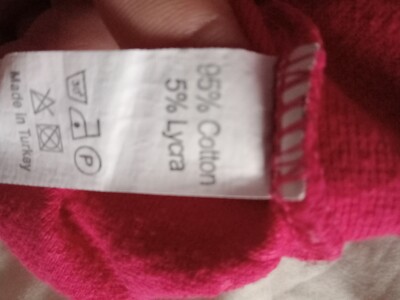 95% Cotton
5% Lycra
P
Made in Turkey